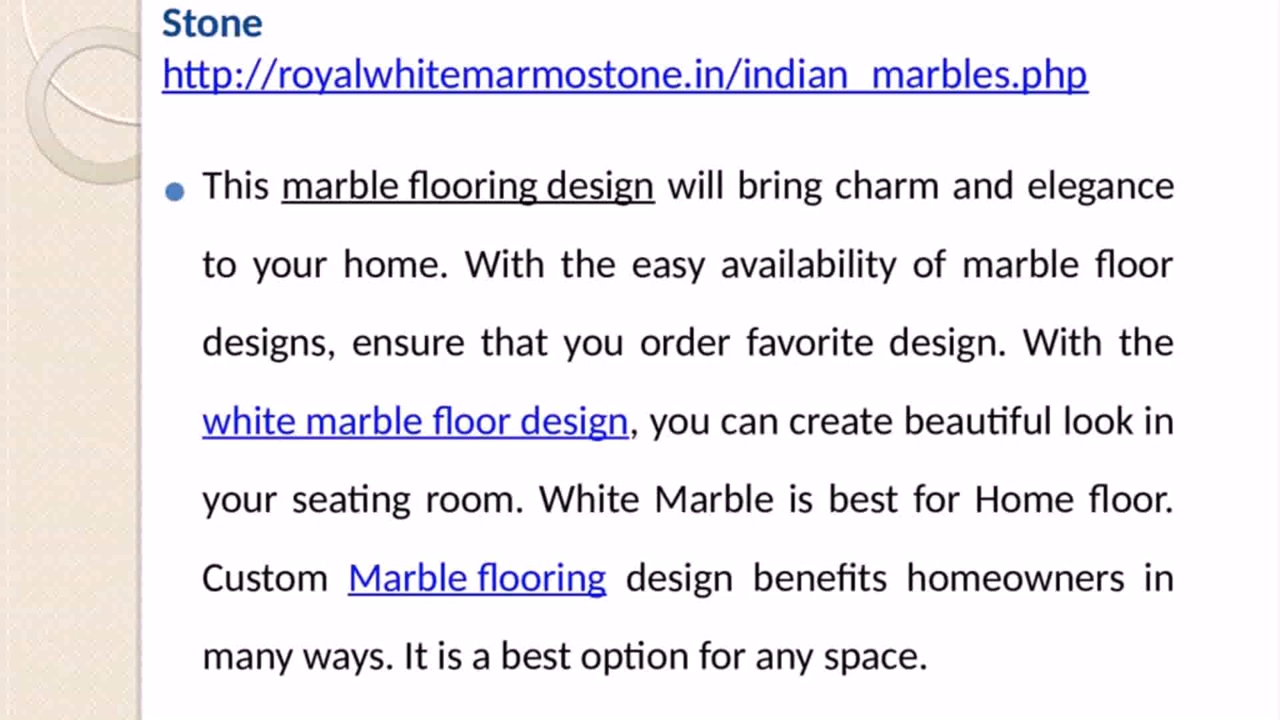 Stone
http://royalwhitemarmostone.in/indian_marbles.php
This marble flooring design will bring charm and elegance
to your home. With the easy availability of marble floor
designs, ensure that you order favorite design. With the
white marble floor design, you can create beautiful look in
your seating room. White Marble is best for Home floor.
Custom Marble flooring design benefits homeowners in
many ways. It is a best option for any space.